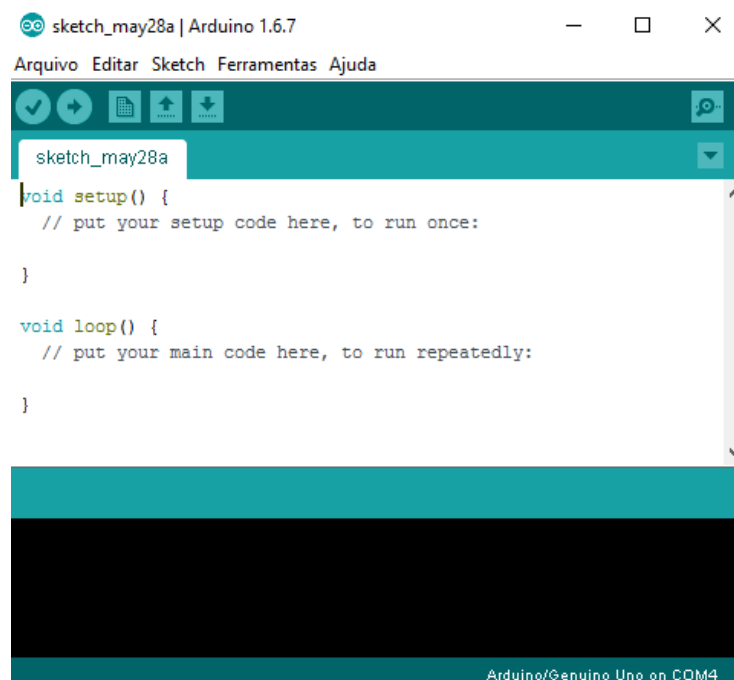 sketch_may28a | Arduino 1.6.7
Arquivo Editar Sketch Ferramentas Ajuda
sketch_may28a
void setup() {
  // put your setup code here, to run once:
}
void loop() {
  // put your main code here, to run repeatedly:
}
Arduino/Genuino Uno on COM4